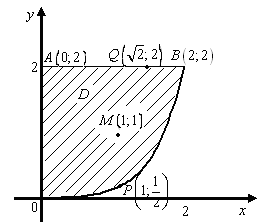 y
A(0; 2) Q(√2; 2) B(2; 2)
2
D
M(1; 1)
P(1; 1/2)
0 2 x